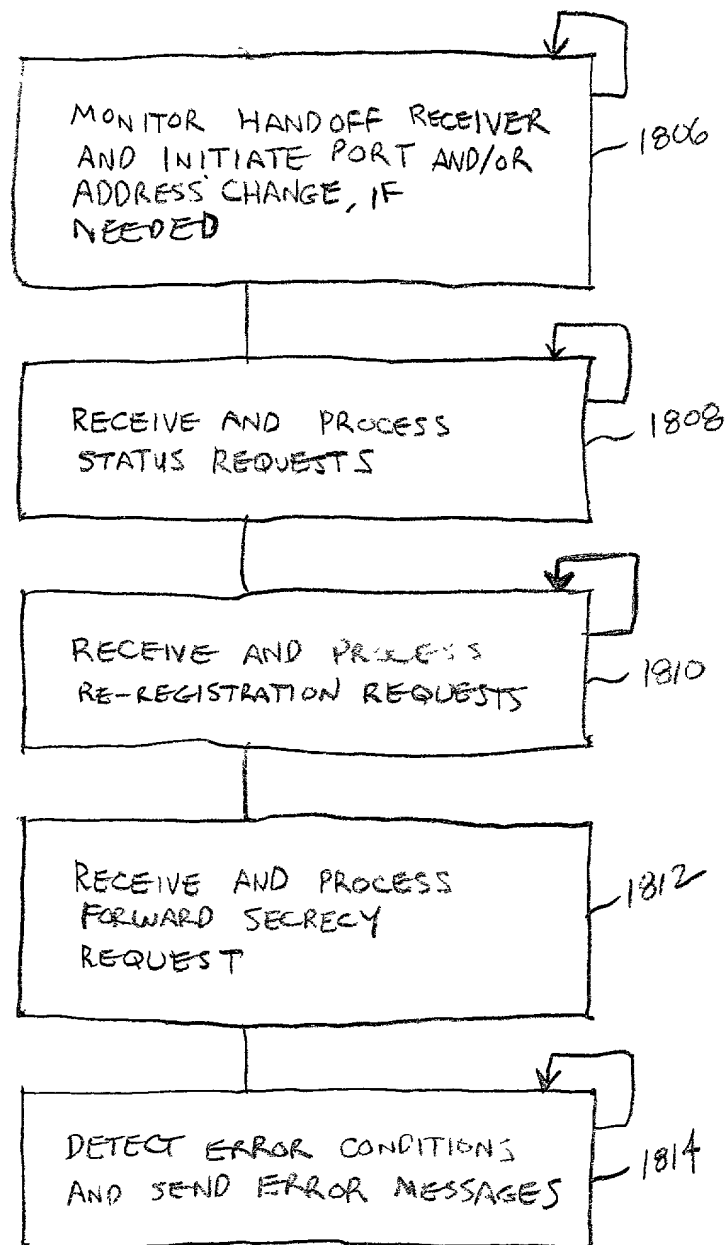 MONITOR HANDOFF RECEIVER
AND INITIATE PORT AND/OR
ADDRESS CHANGE, IF
NEEDED
1806
RECEIVE AND PROCESS
STATUS REQUESTS
1808
RECEIVE AND PROCESS
RE-REGISTRATION REQUESTS
1810
RECEIVE AND PROCESS
FORWARD SECRECY
REQUEST
1812
DETECT ERROR CONDITIONS
AND SEND ERROR MESSAGES
1814